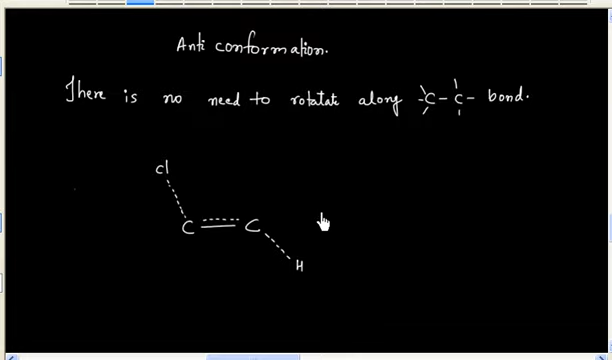 Anti conformation.
There is no need to rotatate along -C-C- bond.
Cl
C C
H